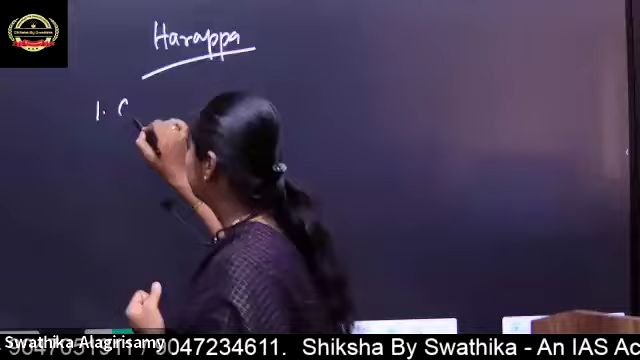 Harappa
1. C
Swathika Alagirisamy
9047234611. Shiksha By Swathika - An IAS Ac